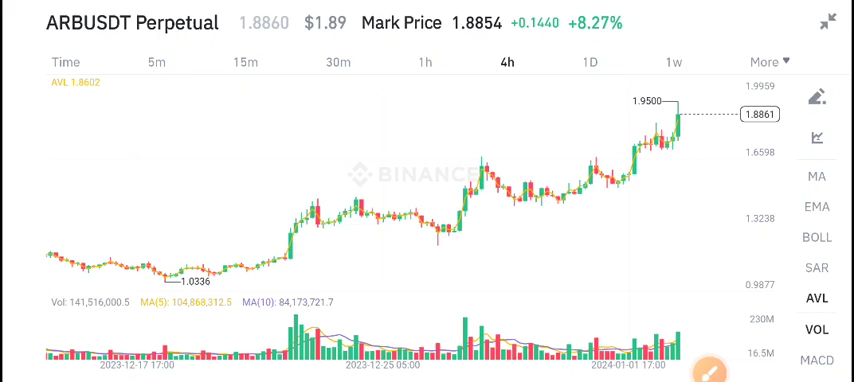 ARBUSDT Perpetual 1.8860 $1.89 Mark Price 1.8854 +0.1440 +8.27%
Time 5m 15m 30m 1h 4h 1D 1w More
AVL 1.8602
1.9959
1.9500
1.8861
1.6598
BINANCE
1.3238
1.0336
0.9877
MA
EMA
BOLL
SAR
AVL
VOL
MACD
Vol: 141,516,000.5 MA(5): 104,868,312.5 MA(10): 84,173,721.7
230M
16.5M
2023-12-17 17:00 2023-12-25 05:00 2024-01-01 17:00